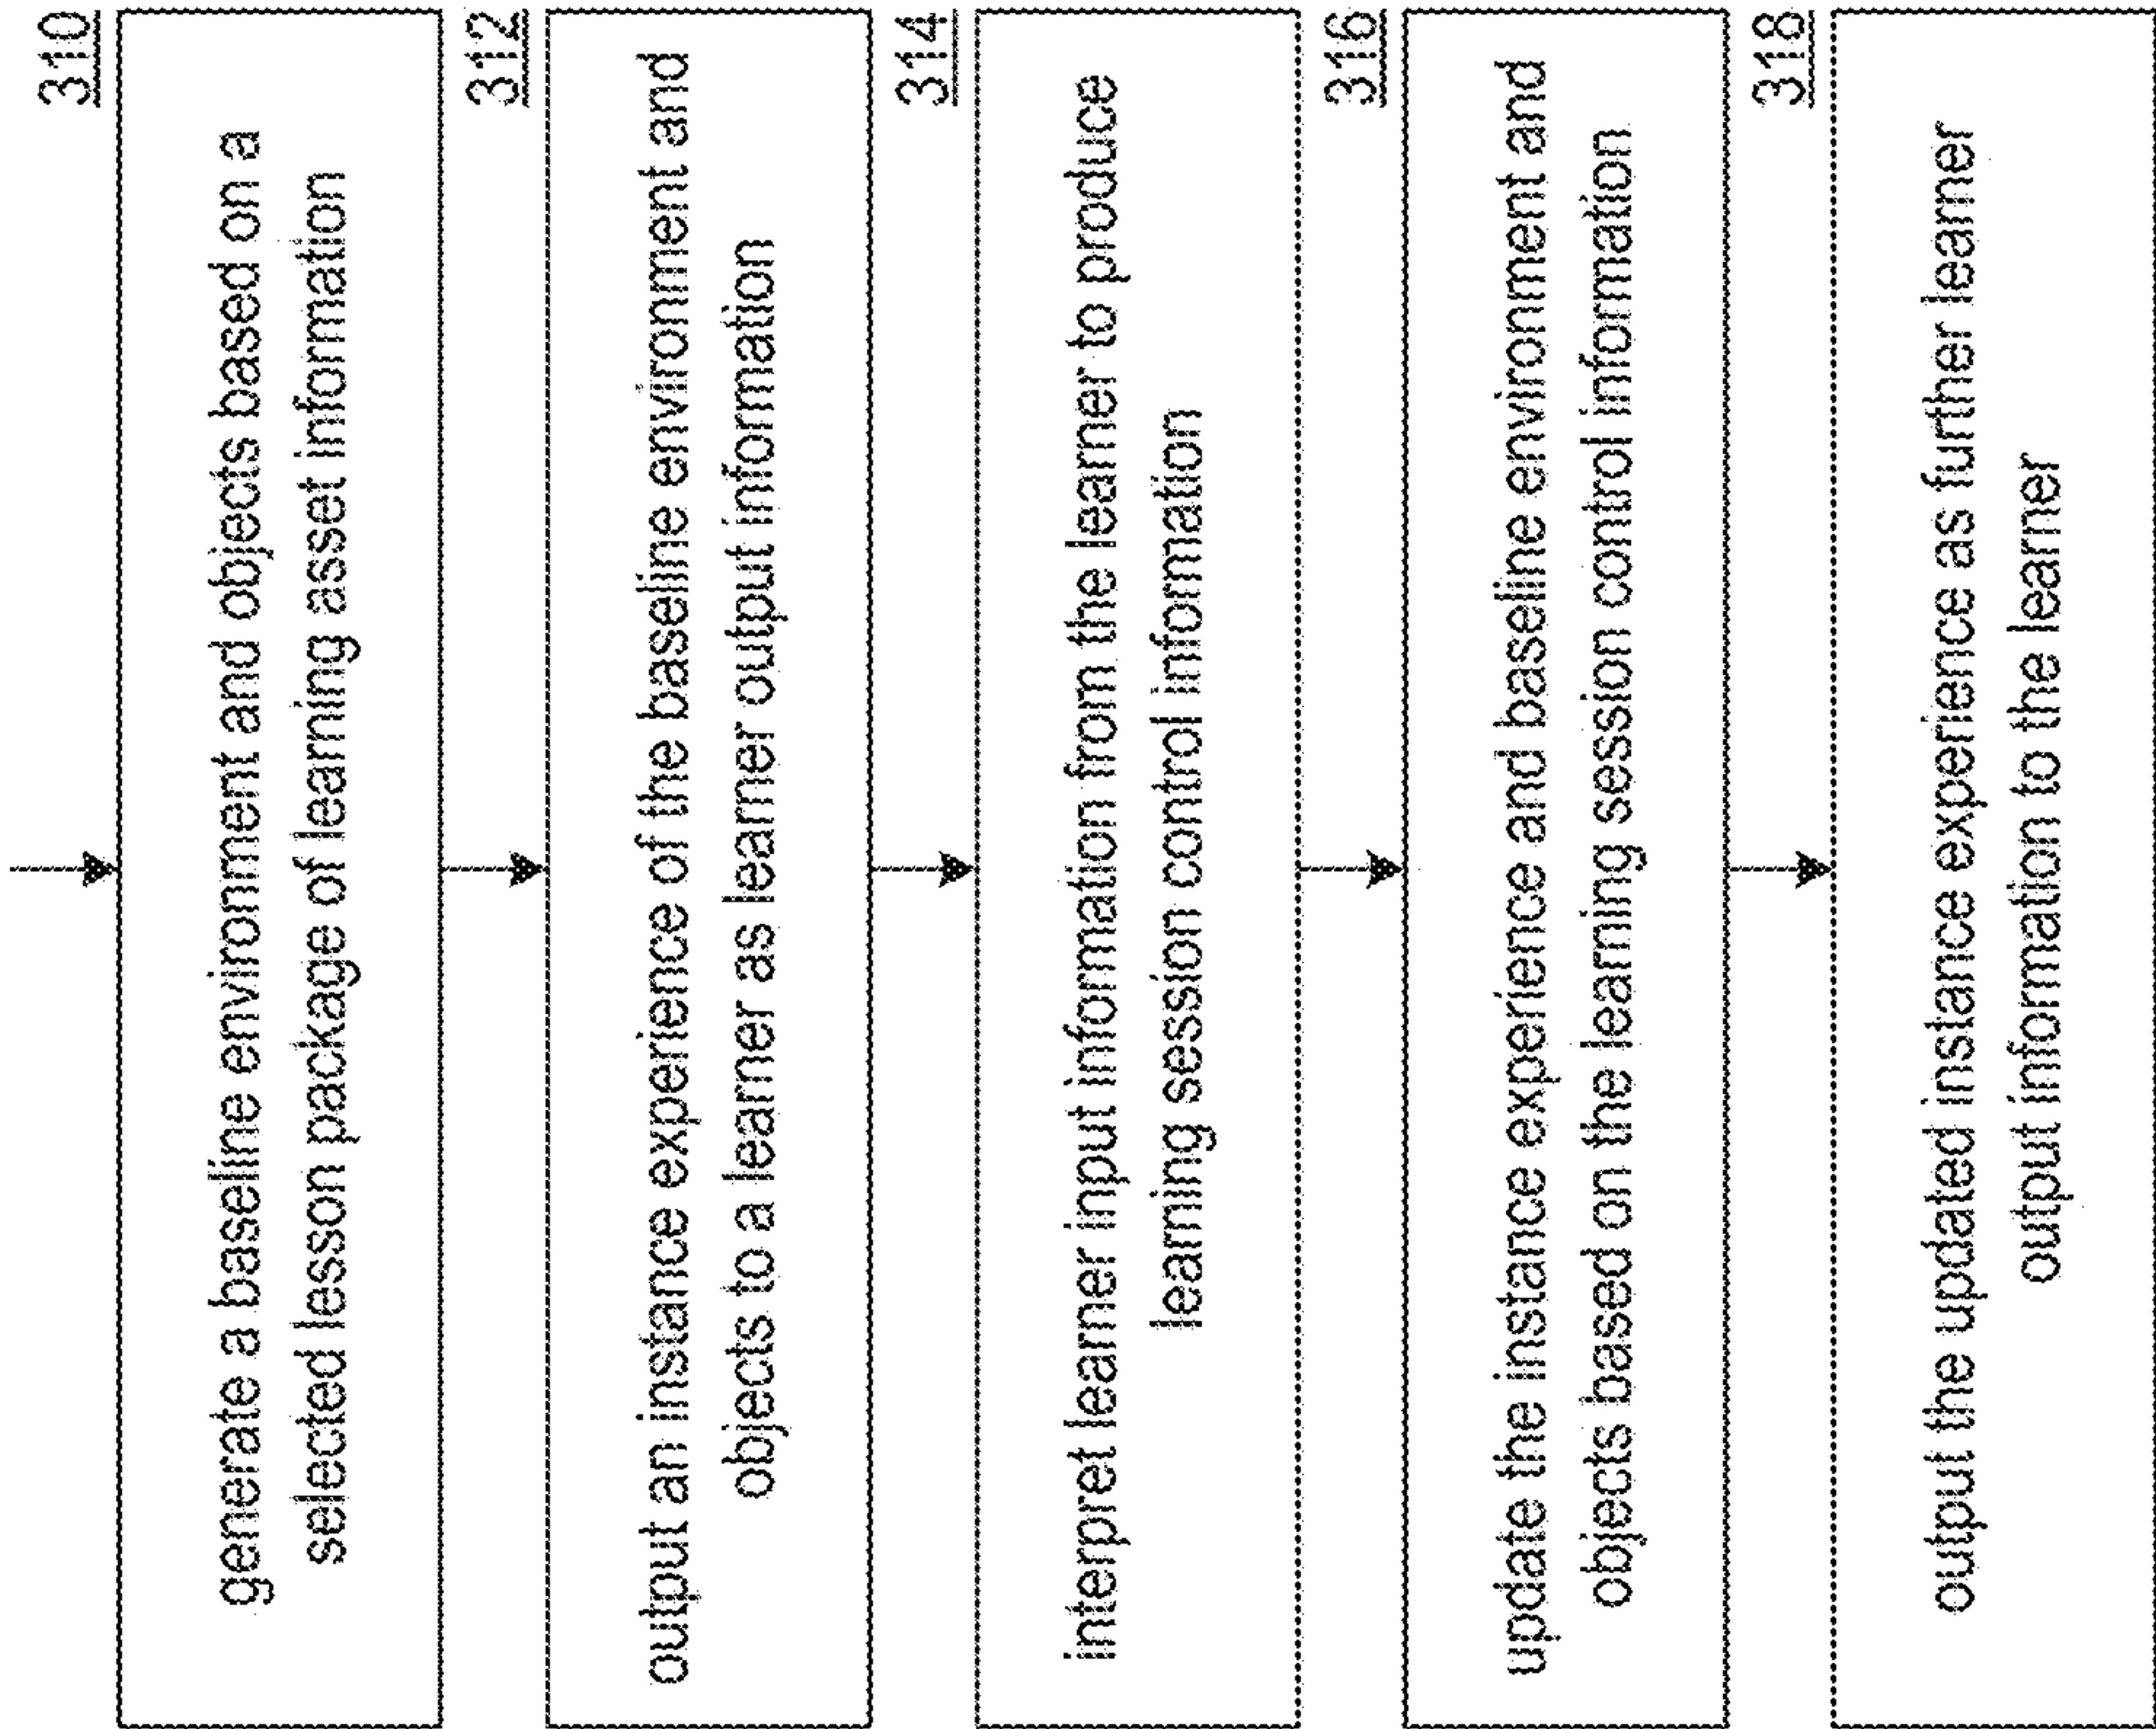 310
generate a baseline environment and objects based on a
selected lesson package of learning asset information
312
output an instance experience of the baseline environment and
objects to a learner as learner output information
314
interpret learner input information from the learner to produce
learning session control information
316
update the instance experience and baseline environment and
objects based on the learning session control information
318
output the updated instance experience as further learner
output information to the learner